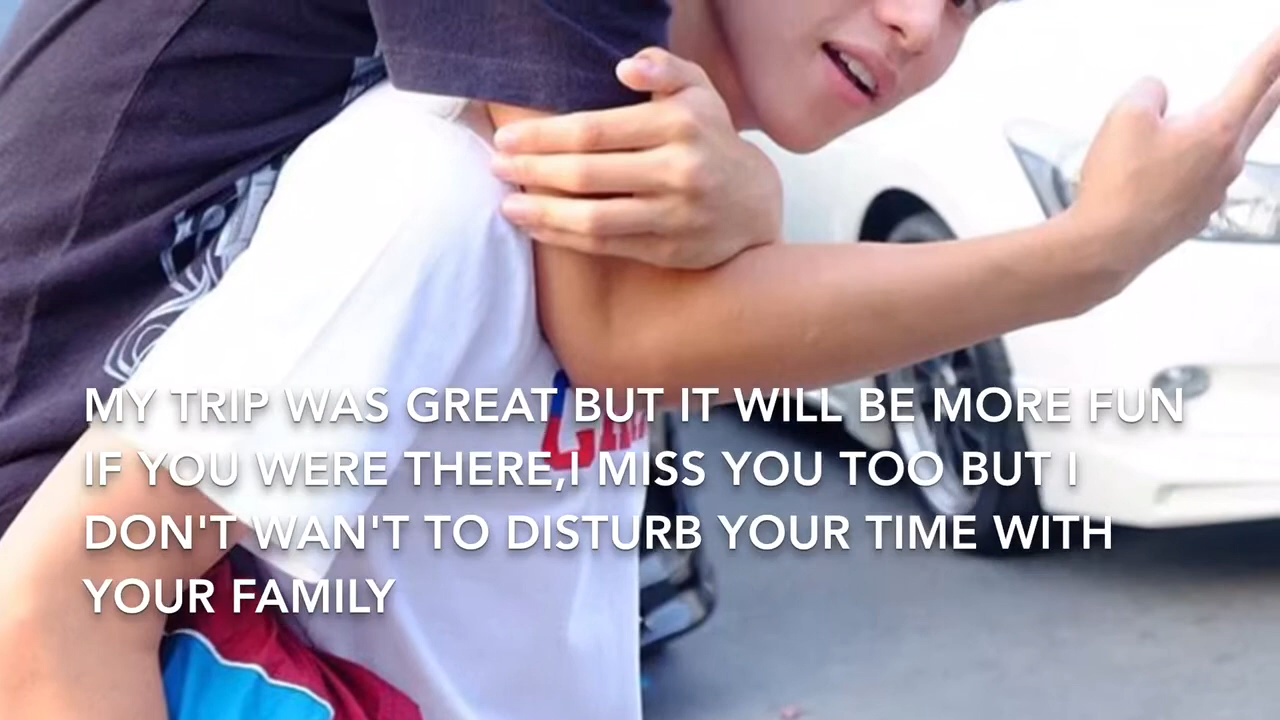 MY TRIP WAS GREAT BUT IT WILL BE MORE FUN
IF YOU WERE THERE,I MISS YOU TOO BUT I
DON'T WAN'T TO DISTURB YOUR TIME WITH
YOUR FAMILY